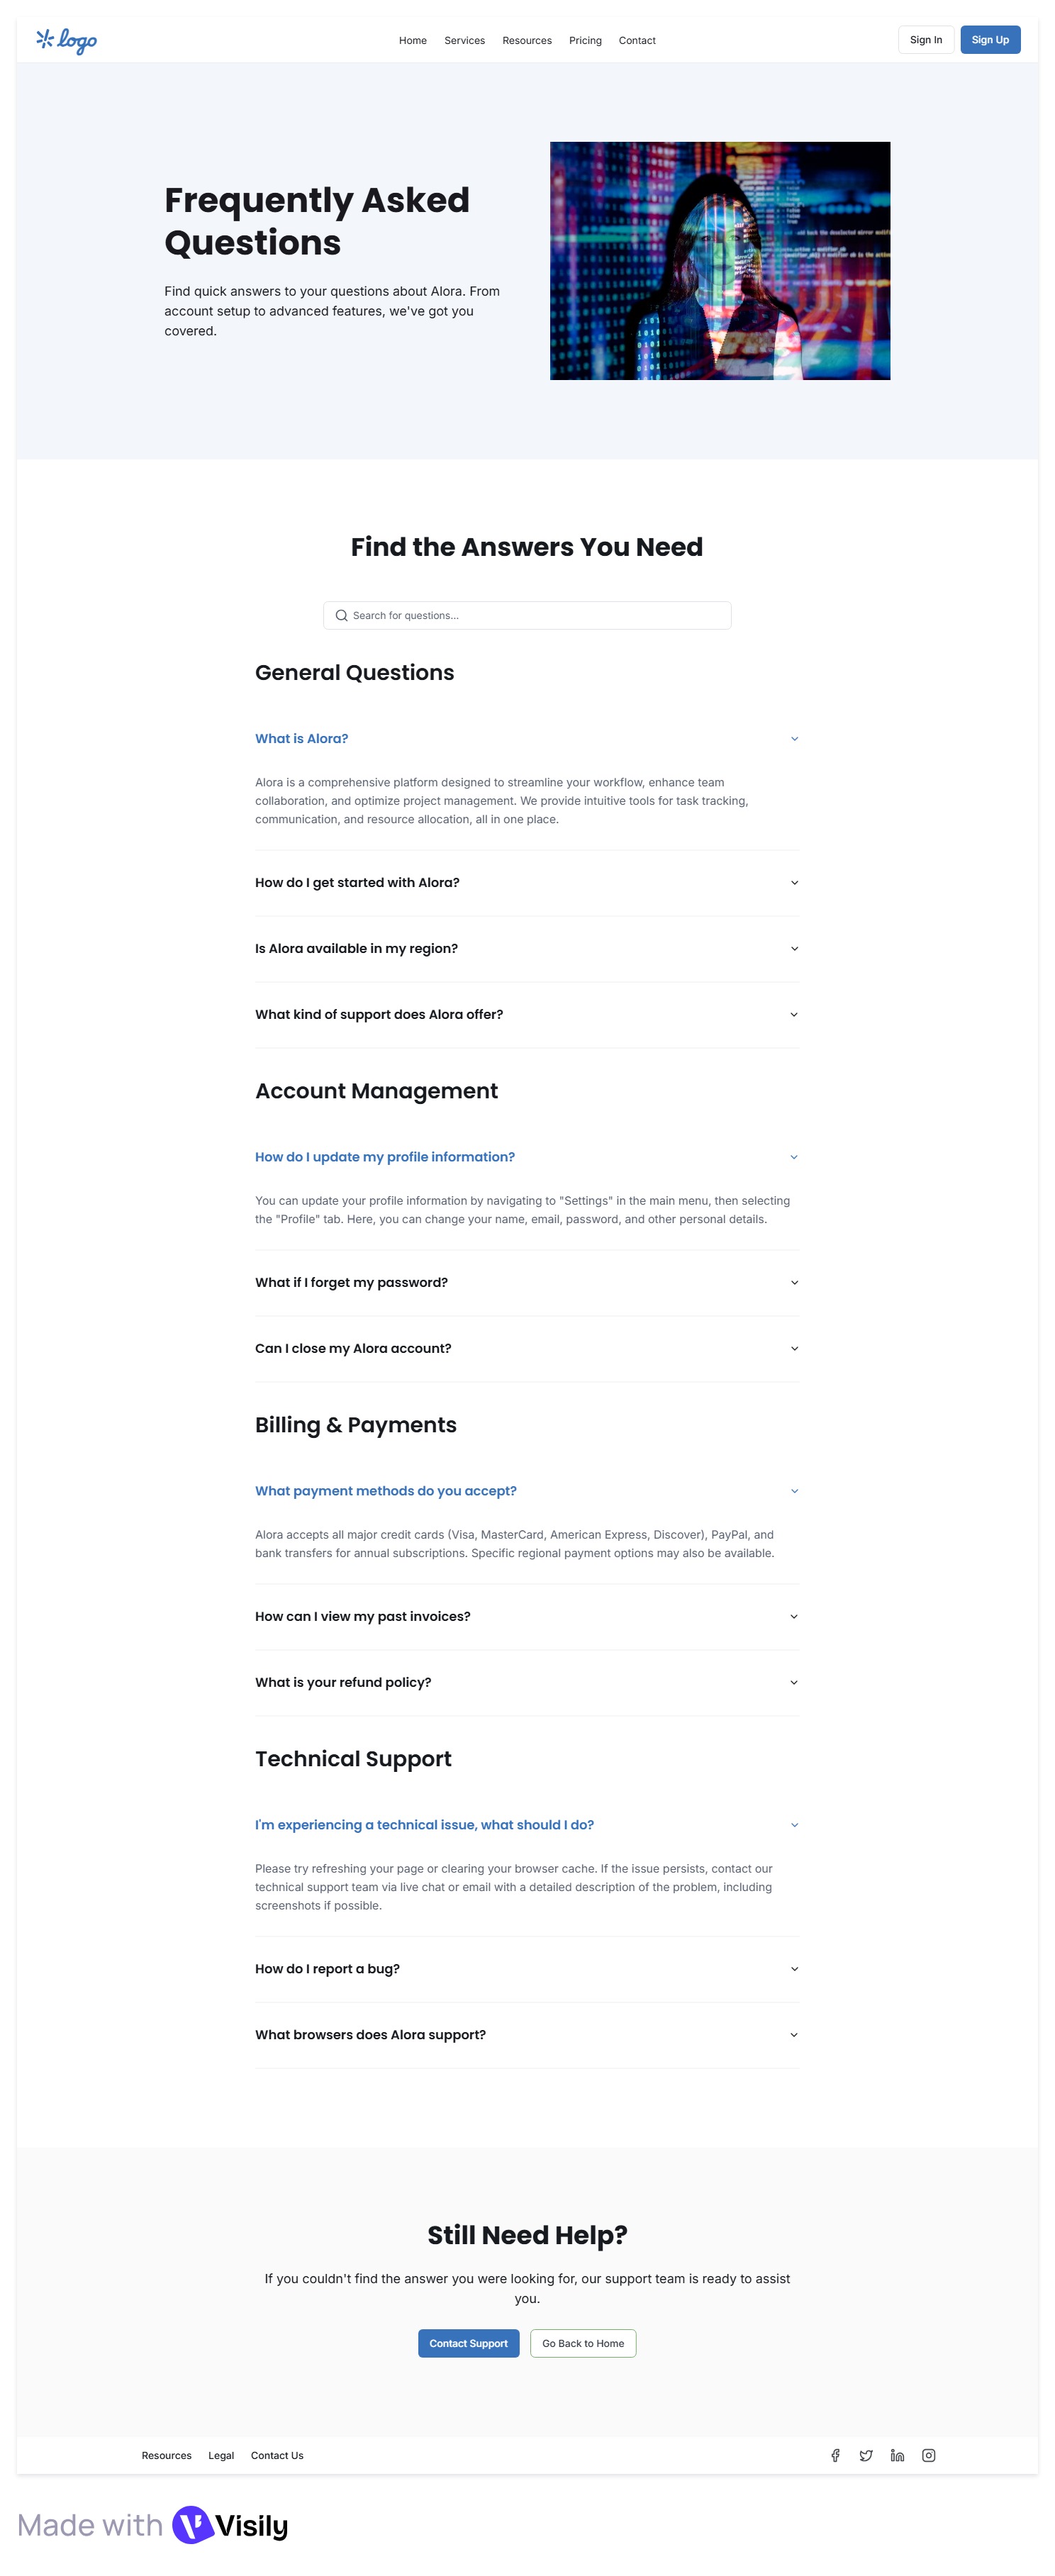 logo
Home Services Resources Pricing Contact
Sign In Sign Up
Frequently Asked
Questions
Find quick answers to your questions about Alora. From
account setup to advanced features, we've got you
covered.
Find the Answers You Need
Search for questions...
General Questions
What is Alora?
Alora is a comprehensive platform designed to streamline your workflow, enhance team
collaboration, and optimize project management. We provide intuitive tools for task tracking,
communication, and resource allocation, all in one place.
How do I get started with Alora?
Is Alora available in my region?
What kind of support does Alora offer?
Account Management
How do I update my profile information?
You can update your profile information by navigating to "Settings" in the main menu, then selecting
the "Profile" tab. Here, you can change your name, email, password, and other personal details.
What if I forget my password?
Can I close my Alora account?
Billing & Payments
What payment methods do you accept?
Alora accepts all major credit cards (Visa, MasterCard, American Express, Discover), PayPal, and
bank transfers for annual subscriptions. Specific regional payment options may also be available.
How can I view my past invoices?
What is your refund policy?
Technical Support
I'm experiencing a technical issue, what should I do?
Please try refreshing your page or clearing your browser cache. If the issue persists, contact our
technical support team via live chat or email with a detailed description of the problem, including
screenshots if possible.
How do I report a bug?
What browsers does Alora support?
Still Need Help?
If you couldn't find the answer you were looking for, our support team is ready to assist
you.
Contact Support Go Back to Home
Resources Legal Contact Us
Made with Visily